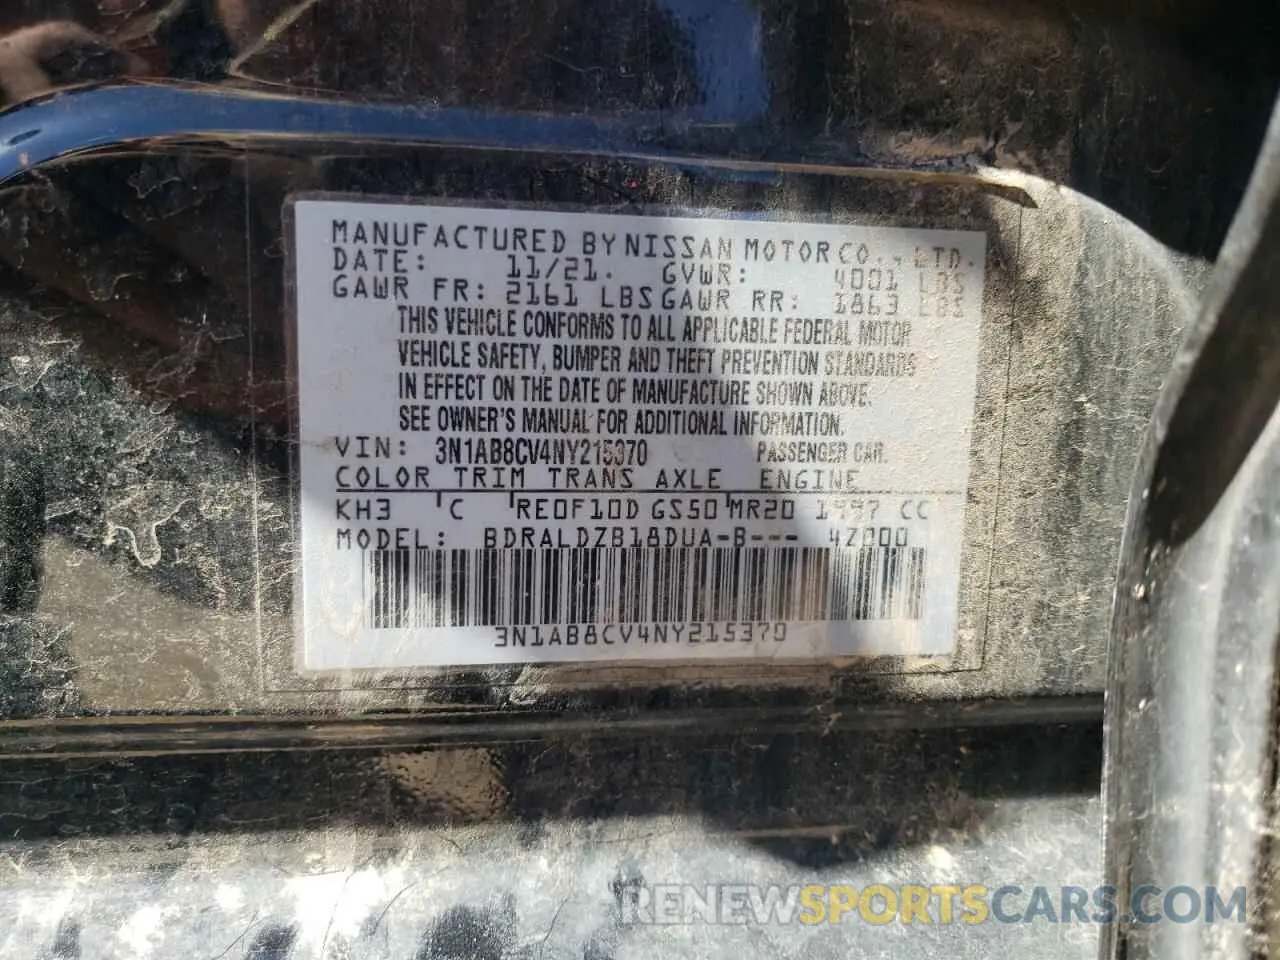 MANUFACTURED BY NISSAN MOTOR CO., LTD.
DATE: 11/21. GVWR: 4001 LBS
GAWR FR: 2161 LBS GAWR RR: 1863 LBS
THIS VEHICLE CONFORMS TO ALL APPLICABLE FEDERAL MOTOR
VEHICLE SAFETY, BUMPER AND THEFT PREVENTION STANDARDS
IN EFFECT ON THE DATE OF MANUFACTURE SHOWN ABOVE.
SEE OWNER'S MANUAL FOR ADDITIONAL INFORMATION.
VIN: 3N1AB8CV4NY215370 PASSENGER CAR.
COLOR TRIM TRANS AXLE ENGINE
KH3 C RE0F10D GS50 MR20 1997 CC
MODEL: BDRALDZB18DUA-B--- 4Z000
3N1AB8CV4NY215370
RENEWSPORTSCARS.COM